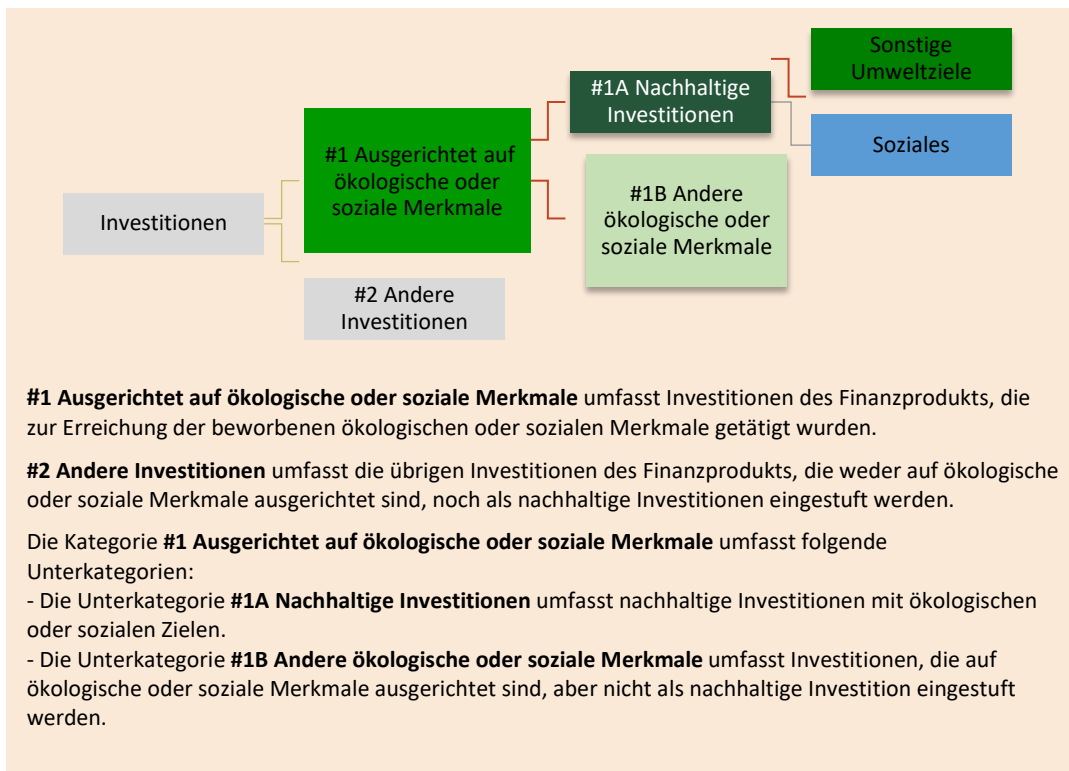 Sonstige
Umweltziele
#1A Nachhaltige
Investitionen
Soziales
#1 Ausgerichtet auf
ökologische oder
soziale Merkmale
#1B Andere
ökologische oder
soziale Merkmale
Investitionen
#2 Andere
Investitionen
#1 Ausgerichtet auf ökologische oder soziale Merkmale umfasst Investitionen des Finanzprodukts, die
zur Erreichung der beworbenen ökologischen oder sozialen Merkmale getätigt wurden.
#2 Andere Investitionen umfasst die übrigen Investitionen des Finanzprodukts, die weder auf ökologische
oder soziale Merkmale ausgerichtet sind, noch als nachhaltige Investitionen eingestuft werden.
Die Kategorie #1 Ausgerichtet auf ökologische oder soziale Merkmale umfasst folgende
Unterkategorien:
- Die Unterkategorie #1A Nachhaltige Investitionen umfasst nachhaltige Investitionen mit ökologischen
oder sozialen Zielen.
- Die Unterkategorie #1B Andere ökologische oder soziale Merkmale umfasst Investitionen, die auf
ökologische oder soziale Merkmale ausgerichtet sind, aber nicht als nachhaltige Investition eingestuft
werden.